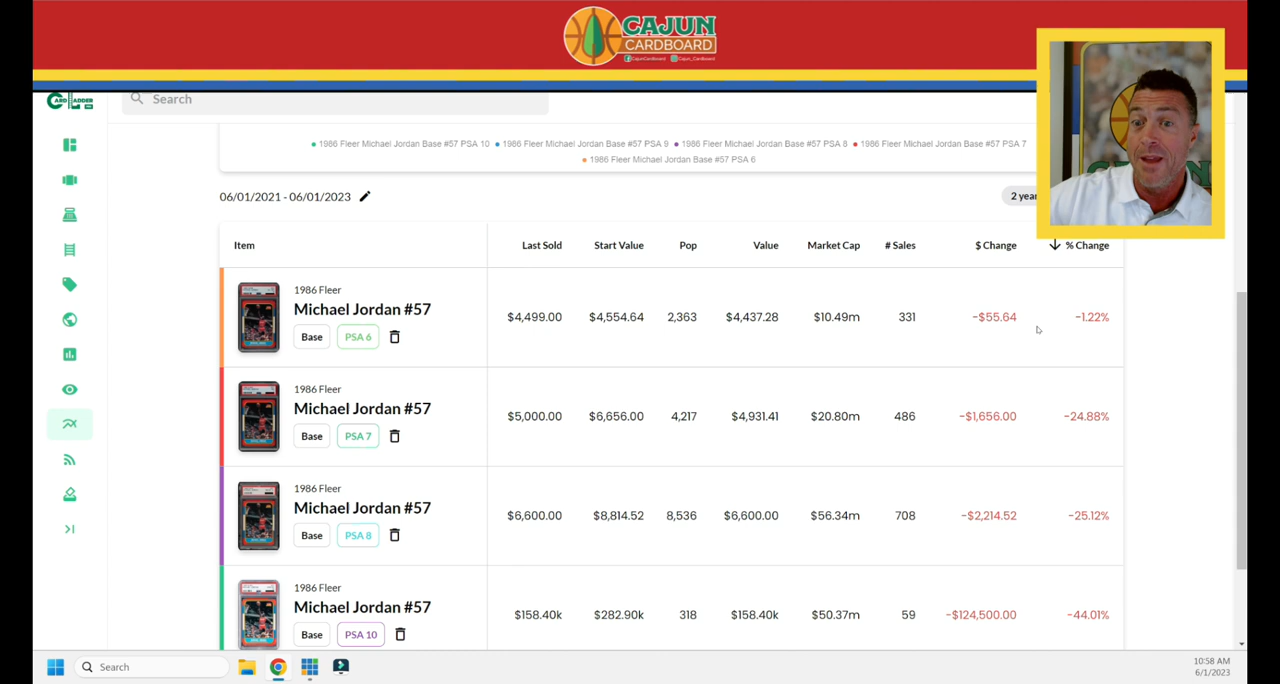 CAJUN
CARDBOARD
CajunCardboard Cajun_Cardboard
CARD LADDER
Search
1986 Fleer Michael Jordan Base #57 PSA 10 1986 Fleer Michael Jordan Base #57 PSA 9 1986 Fleer Michael Jordan Base #57 PSA 8 1986 Fleer Michael Jordan Base #57 PSA 7
1986 Fleer Michael Jordan Base #57 PSA 6
06/01/2021 - 06/01/2023 2 year
Item Last Sold Start Value Pop Value Market Cap # Sales $ Change % Change
1986 Fleer
Michael Jordan #57
Base PSA 6
$4,499.00 $4,554.64 2,363 $4,437.28 $10.49m 331 -$55.64 -1.22%
1986 Fleer
Michael Jordan #57
Base PSA 7
$5,000.00 $6,656.00 4,217 $4,931.41 $20.80m 486 -$1,656.00 -24.88%
1986 Fleer
Michael Jordan #57
Base PSA 8
$6,600.00 $8,814.52 8,536 $6,600.00 $56.34m 708 -$2,214.52 -25.12%
1986 Fleer
Michael Jordan #57
Base PSA 10
$158.40k $282.90k 318 $158.40k $50.37m 59 -$124,500.00 -44.01%
Search
10:58 AM
6/1/2023